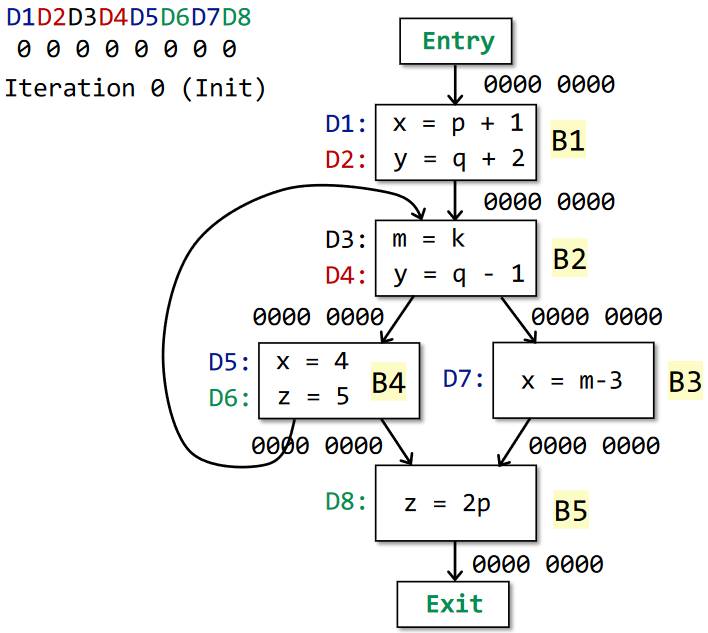 D1D2D3D4D5D6D7D8
0 0 0 0 0 0 0 0
Iteration 0 (Init)
Entry
0000 0000
D1: x = p + 1
D2: y = q + 2
B1
0000 0000
D3: m = k
D4: y = q - 1
B2
0000 0000
0000 0000
D5: x = 4
D6: z = 5
B4
D7: x = m-3
B3
0000 0000
0000 0000
D8: z = 2p
B5
0000 0000
Exit